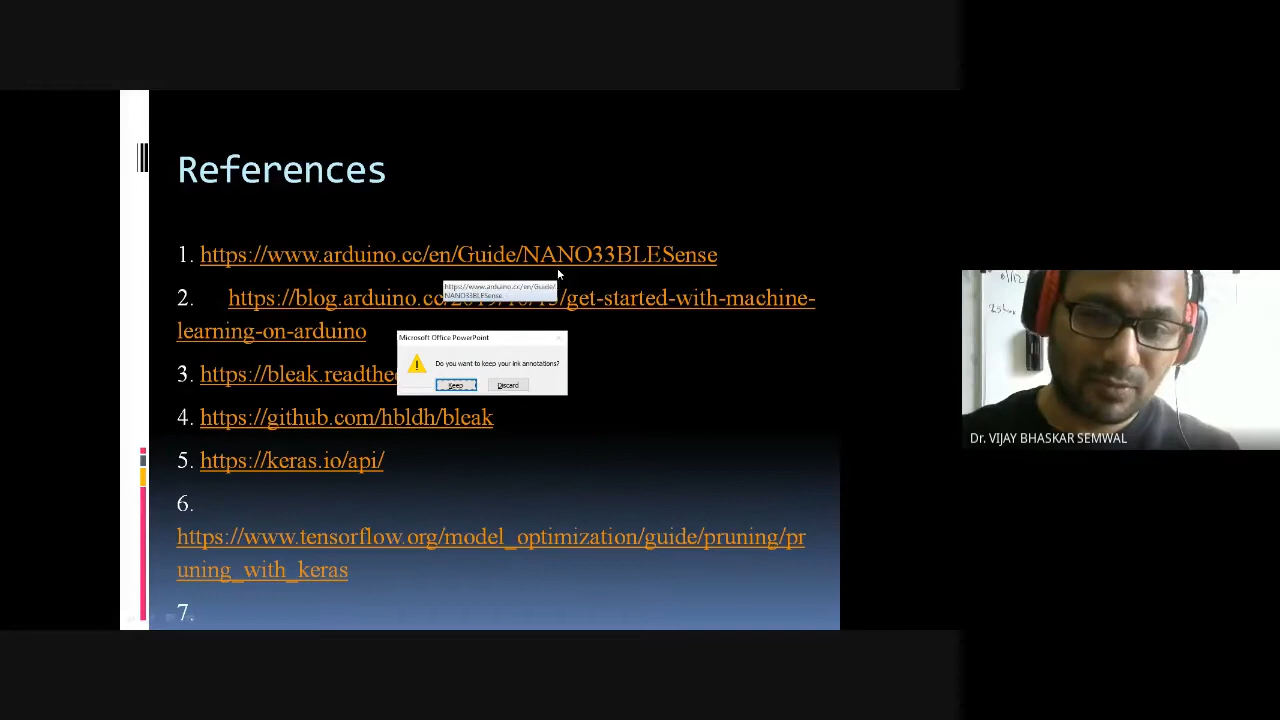 References
1. https://www.arduino.cc/en/Guide/NANO33BLESense
https://www.arduino.cc/en/Guide/
NANO33BLESense
2. https://blog.arduino.cc/2019/10/15/get-started-with-machine-
learning-on-arduino
Microsoft Office PowerPoint
Do you want to keep your ink annotations?
Keep Discard
3. https://bleak.readthe
4. https://github.com/hbldh/bleak
5. https://keras.io/api/
6.
https://www.tensorflow.org/model_optimization/guide/pruning/pr
uning_with_keras
7.
Dr. VIJAY BHASKAR SEMWAL